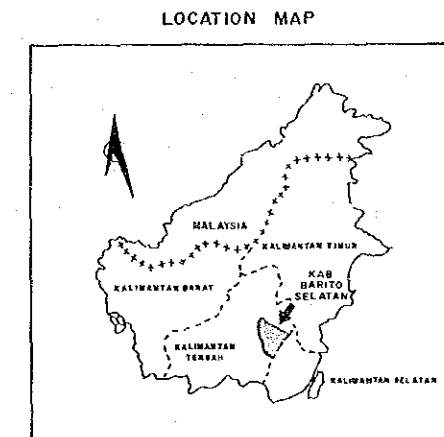 LOCATION MAP
MALAYSIA
KALIMANTAN TIMUR
KAB
BARITO
SELATAN
KALIMANTAN BARAT
KALIMANTAN
TENGAH
KALIMANTAN SELATAN